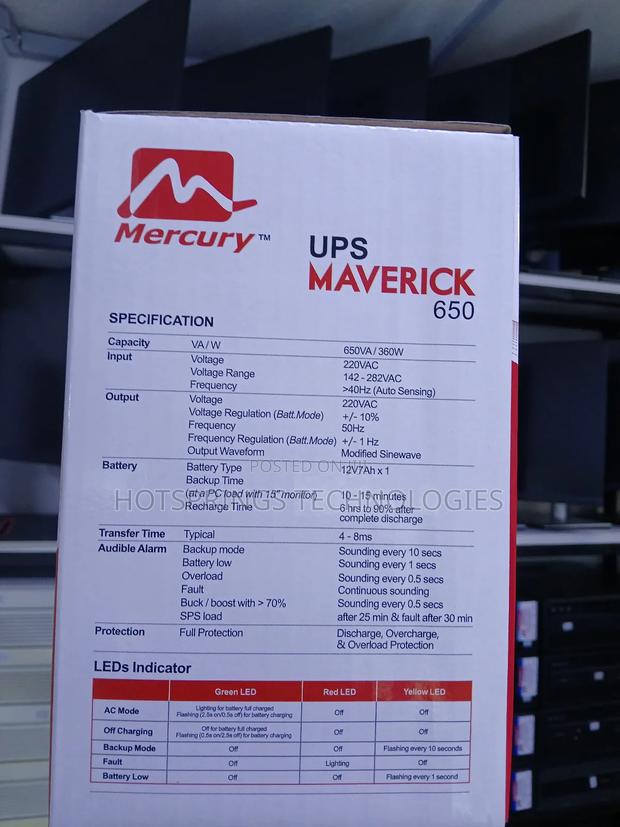 Mercury™
UPS
MAVERICK
650
SPECIFICATION
Capacity VA / W 650VA / 360W
Input Voltage 220VAC
Voltage Range 142 - 282VAC
Frequency >40Hz (Auto Sensing)
Output Voltage 220VAC
Voltage Regulation (Batt.Mode) +/- 10%
Frequency 50Hz
Frequency Regulation (Batt.Mode) +/- 1 Hz
Output Waveform Modified Sinewave
Battery Battery Type 12V7Ah x 1
POSTED ON
Backup Time
(at a PC load with 15" monitor) 10 - 15 minutes
HOTSPRINGS TECHNOLOGIES
Recharge Time 6 hrs to 90% after
complete discharge
Transfer Time Typical 4 - 8ms
Audible Alarm Backup mode Sounding every 10 secs
Battery low Sounding every 1 secs
Overload Sounding every 0.5 secs
Fault Continuous sounding
Buck / boost with > 70% Sounding every 0.5 secs
SPS load after 25 min & fault after 30 min
Protection Full Protection Discharge, Overcharge,
& Overload Protection
LEDs Indicator
Green LED Red LED Yellow LED
AC Mode Lighting for battery full charged Off Off
Flashing (2.5s on/0.5s off) for battery charging
Off Charging Off for battery full charged Off Off
Flashing (0.5s on/2.5s off) for battery charging
Backup Mode Off Off Flashing every 10 seconds
Fault Off Lighting Off
Battery Low Off Off Flashing every 1 second